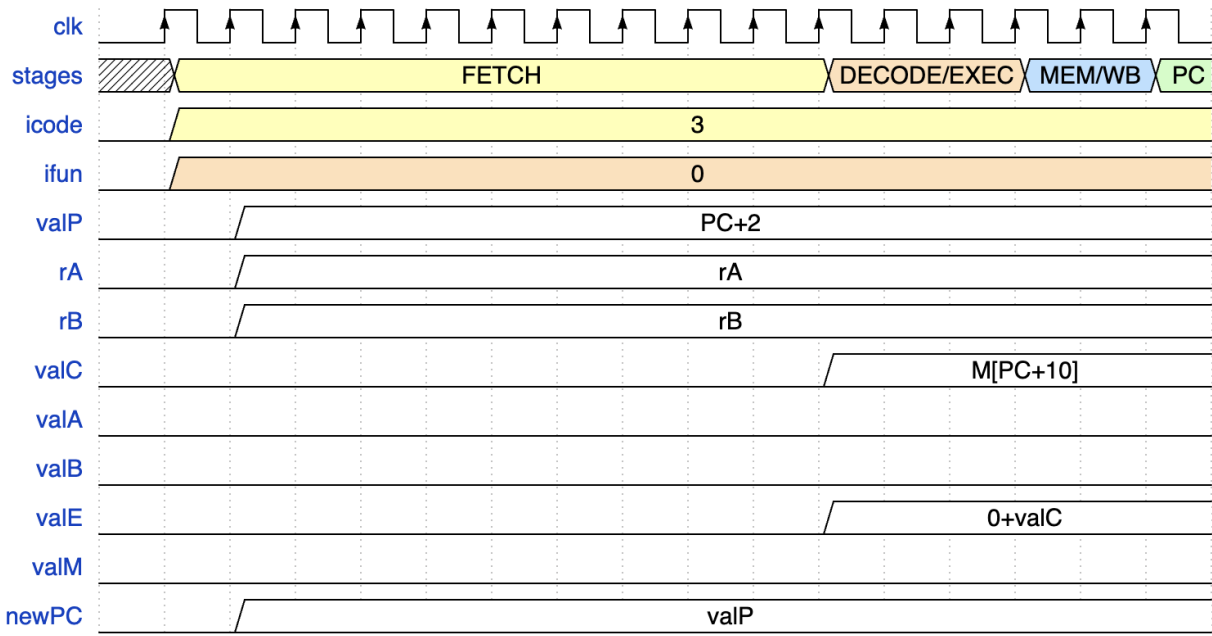 clk
stages FETCH DECODE/EXEC MEM/WB PC
icode 3
ifun 0
valP PC+2
rA rA
rB rB
valC M[PC+10]
valA
valB
valE 0+valC
valM
newPC valP